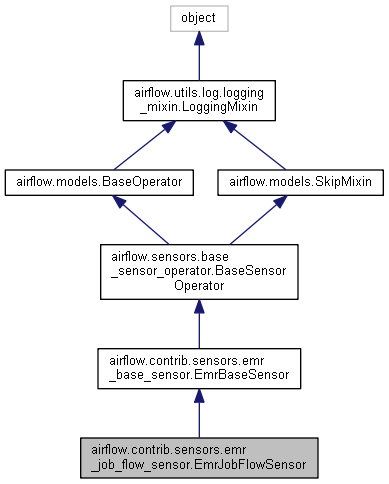 object
airflow.utils.log.logging
_mixin.LoggingMixin
airflow.models.BaseOperator
airflow.models.SkipMixin
airflow.sensors.base
_sensor_operator.BaseSensor
Operator
airflow.contrib.sensors.emr
_base_sensor.EmrBaseSensor
airflow.contrib.sensors.emr
_job_flow_sensor.EmrJobFlowSensor